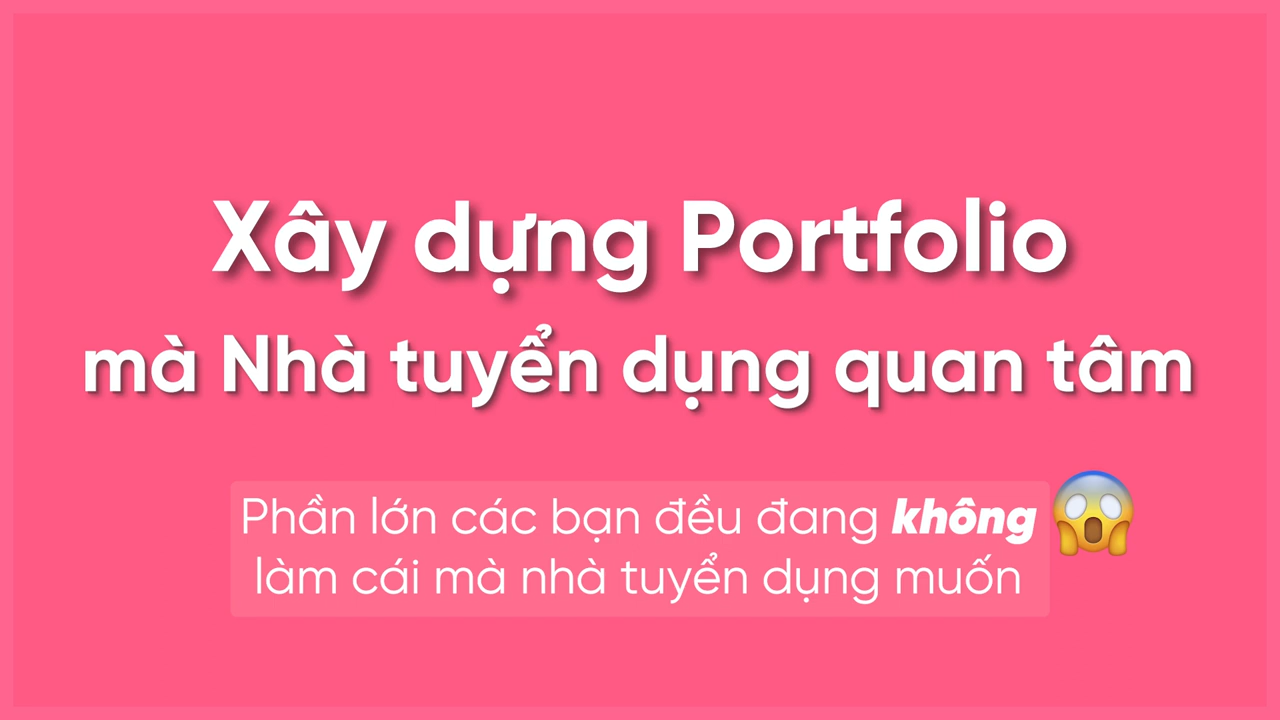 Xây dựng Portfolio
mà Nhà tuyển dụng quan tâm
Phần lớn các bạn đều đang không
làm cái mà nhà tuyển dụng muốn